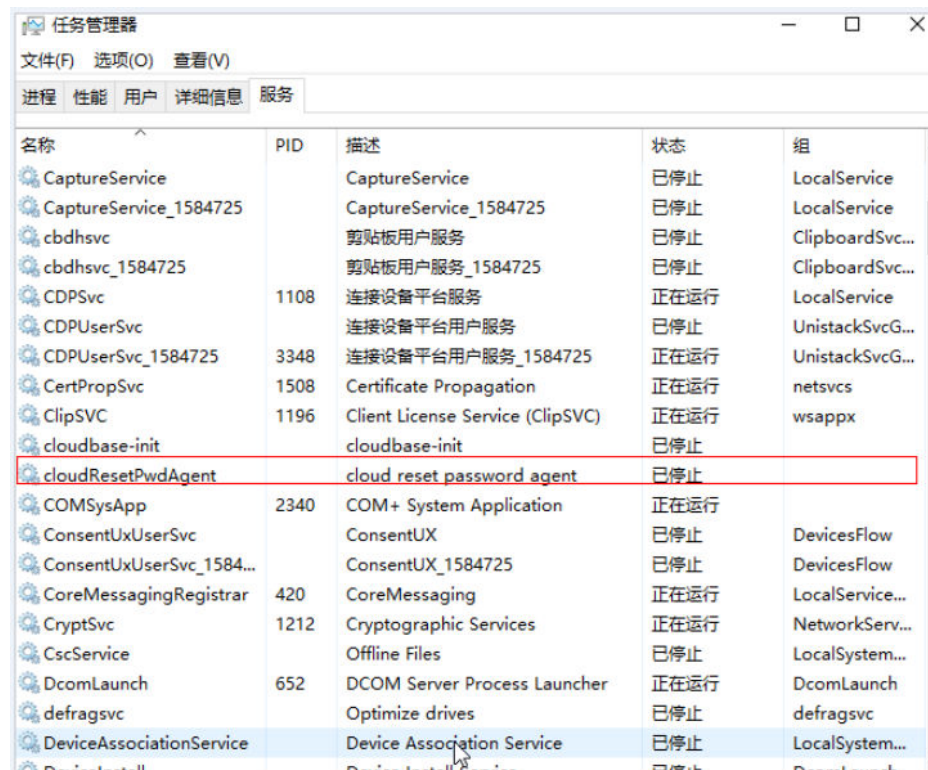 任务管理器
文件(F) 选项(O) 查看(V)
进程 性能 用户 详细信息 服务
名称 PID 描述 状态 组
CaptureService CaptureService 已停止 LocalService
CaptureService_1584725 CaptureService_1584725 已停止 LocalService
cbdhsvc 剪贴板用户服务 已停止 ClipboardSvc...
cbdhsvc_1584725 剪贴板用户服务_1584725 已停止 ClipboardSvc...
CDPSvc 1108 连接设备平台服务 正在运行 LocalService
CDPUserSvc 连接设备平台用户服务 已停止 UnistackSvcG...
CDPUserSvc_1584725 3348 连接设备平台用户服务_1584725 正在运行 UnistackSvcG...
CertPropSvc 1508 Certificate Propagation 正在运行 netsvcs
ClipSVC 1196 Client License Service (ClipSVC) 正在运行 wsappx
cloudbase-init cloudbase-init 已停止
cloudResetPwdAgent cloud reset password agent 已停止
COMSysApp 2340 COM+ System Application 正在运行
ConsentUxUserSvc ConsentUX 已停止 DevicesFlow
ConsentUxUserSvc_1584... ConsentUX_1584725 已停止 DevicesFlow
CoreMessagingRegistrar 420 CoreMessaging 正在运行 LocalService...
CryptSvc 1212 Cryptographic Services 正在运行 NetworkServ...
CscService Offline Files 已停止 LocalSystem...
DcomLaunch 652 DCOM Server Process Launcher 正在运行 DcomLaunch
defragsvc Optimize drives 已停止 defragsvc
DeviceAssociationService Device Association Service 已停止 LocalSystem...